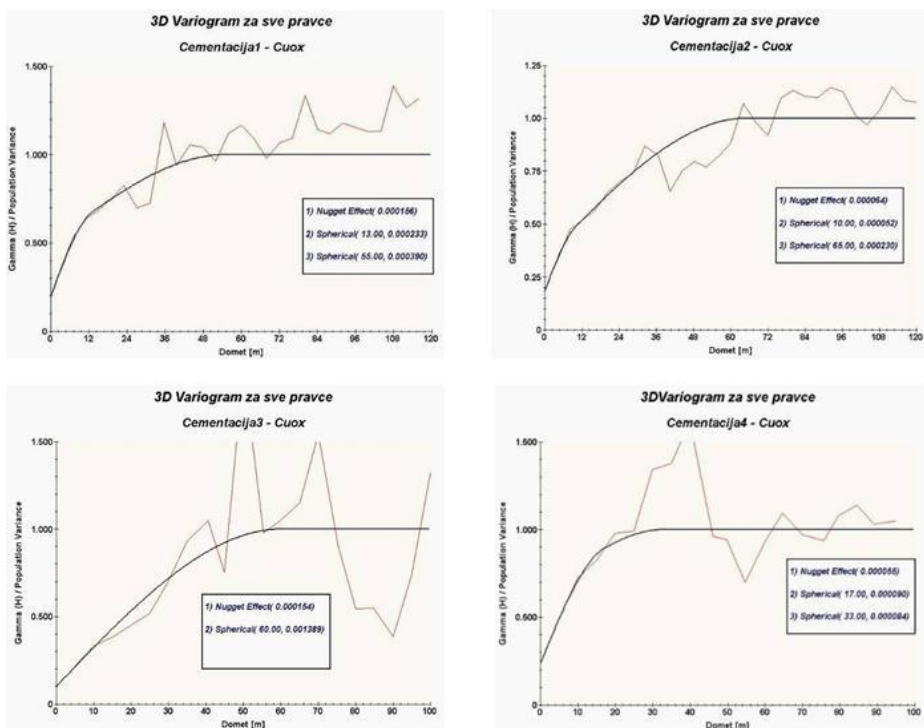 3D Variogram za sve pravce
Cementacija1 - Cuox
Gamma (H) / Population Variance
1.500
1.000
0.500
0
0 12 24 36 48 60 72 84 96 108 120
Domet [m]
1) Nugget Effect( 0.000156)
2) Spherical( 13.00, 0.000233)
3) Spherical( 55.00, 0.000390)
3D Variogram za sve pravce
Cementacija2 - Cuox
Gamma (H) / Population Variance
1.25
1.00
0.75
0.50
0.25
0
0 12 24 36 48 60 72 84 96 108 120
Domet [m]
1) Nugget Effect( 0.000064)
2) Spherical( 10.00, 0.000052)
3) Spherical( 65.00, 0.000230)
3D Variogram za sve pravce
Cementacija3 - Cuox
Gamma (H) / Population Variance
1.500
1.000
0.500
0
0 10 20 30 40 50 60 70 80 90 100
Domet [m]
1) Nugget Effect( 0.000154)
2) Spherical( 60.00, 0.001389)
3DVariogram za sve pravce
Cementacija4 - Cuox
Gamma (H) / Population Variance
1.500
1.000
0.500
0
0 10 20 30 40 50 60 70 80 90 100
Domet [m]
1) Nugget Effect( 0.000055)
2) Spherical( 17.00, 0.000090)
3) Spherical( 33.00, 0.000084)